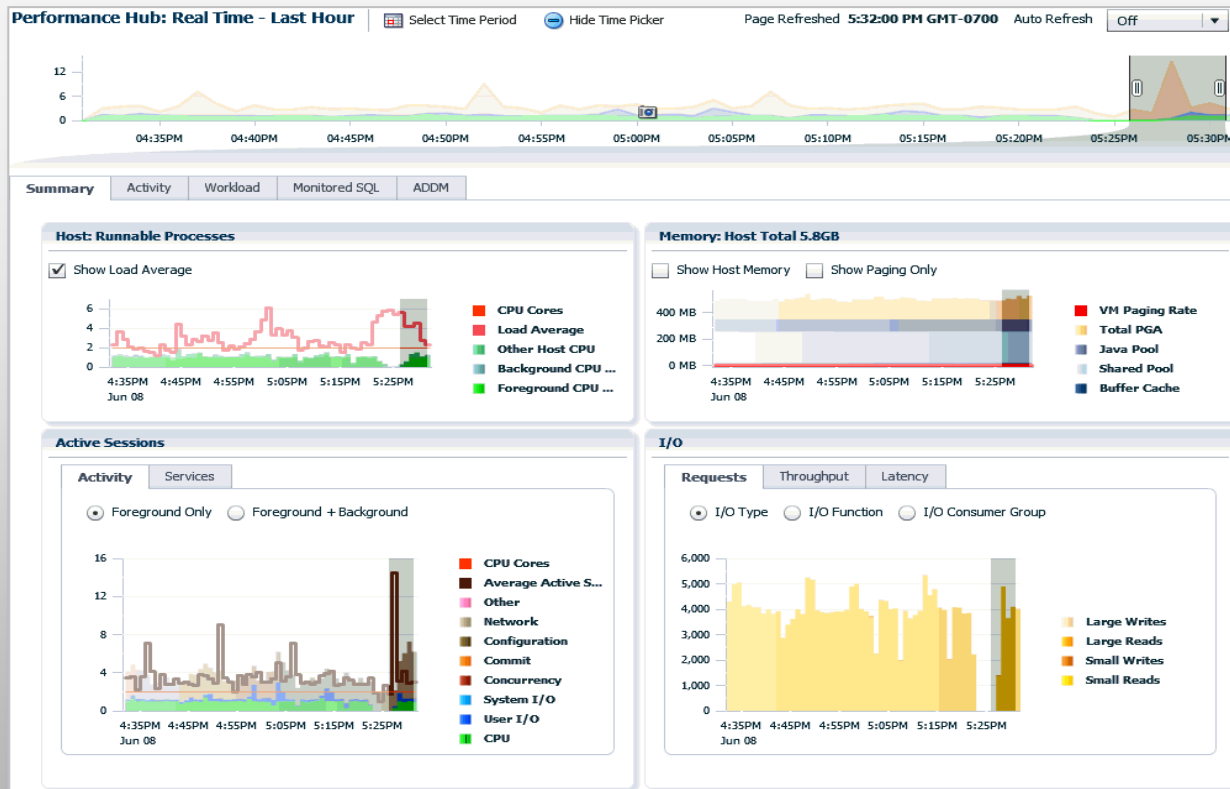 Performance Hub: Real Time - Last Hour Select Time Period Hide Time Picker Page Refreshed 5:32:00 PM GMT-0700 Auto Refresh Off
12
6
0
04:35PM 04:40PM 04:45PM 04:50PM 04:55PM 05:00PM 05:05PM 05:10PM 05:15PM 05:20PM 05:25PM 05:30PM
Summary Activity Workload Monitored SQL ADDM
Host: Runnable Processes
Show Load Average
6
4
2
0
4:35PM 4:45PM 4:55PM 5:05PM 5:15PM 5:25PM
Jun 08
CPU Cores
Load Average
Other Host CPU
Background CPU ...
Foreground CPU ...
Memory: Host Total 5.8GB
Show Host Memory Show Paging Only
400 MB
200 MB
0 MB
4:35PM 4:45PM 4:55PM 5:05PM 5:15PM 5:25PM
Jun 08
VM Paging Rate
Total PGA
Java Pool
Shared Pool
Buffer Cache
Active Sessions
Activity Services
Foreground Only Foreground + Background
16
12
8
4
0
4:35PM 4:45PM 4:55PM 5:05PM 5:15PM 5:25PM
Jun 08
CPU Cores
Average Active S...
Other
Network
Configuration
Commit
Concurrency
System I/O
User I/O
CPU
I/O
Requests Throughput Latency
I/O Type I/O Function I/O Consumer Group
6,000
5,000
4,000
3,000
2,000
1,000
0
4:35PM 4:45PM 4:55PM 5:05PM 5:15PM 5:25PM
Jun 08
Large Writes
Large Reads
Small Writes
Small Reads